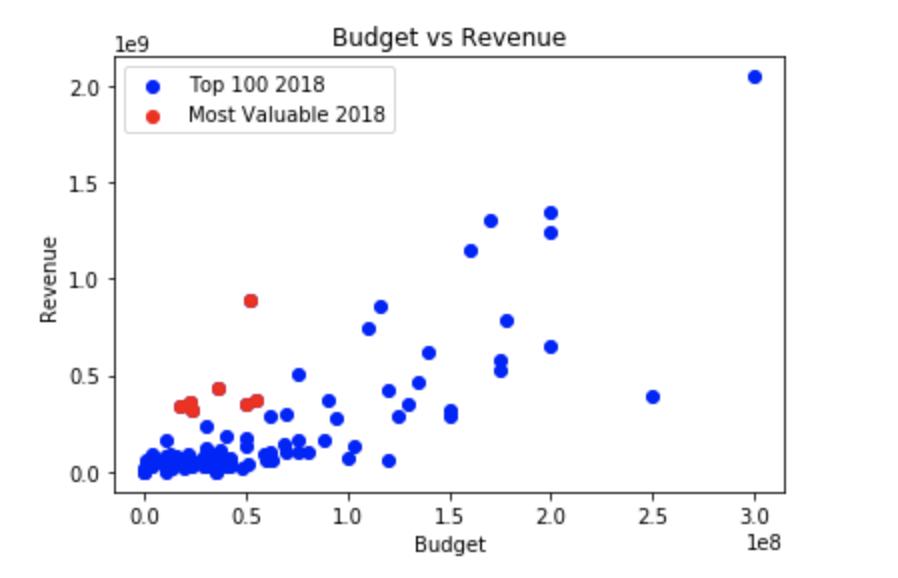 Budget vs Revenue
1e9
Top 100 2018
Most Valuable 2018
2.0
1.5
1.0
0.5
0.0
Revenue
0.0 0.5 1.0 1.5 2.0 2.5 3.0
1e8
Budget